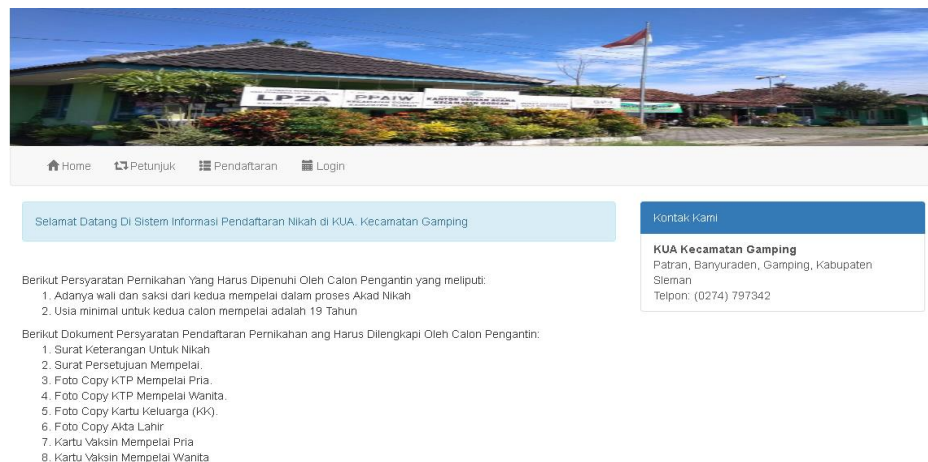 LP2A
PPAIW
Home
Petunjuk
Pendaftaran
Login
Selamat Datang Di Sistem Informasi Pendaftaran Nikah di KUA. Kecamatan Gamping
Berikut Persyaratan Pernikahan Yang Harus Dipenuhi Oleh Calon Pengantin yang meliputi:
1. Adanya wali dan saksi dari kedua mempelai dalam proses Akad Nikah
2. Usia minimal untuk kedua calon mempelai adalah 19 Tahun
Berikut Dokument Persyaratan Pendaftaran Pernikahan ang Harus Dilengkapi Oleh Calon Pengantin:
1. Surat Keterangan Untuk Nikah
2. Surat Persetujuan Mempelai.
3. Foto Copy KTP Mempelai Pria.
4. Foto Copy KTP Mempelai Wanita.
5. Foto Copy Kartu Keluarga (KK).
6. Foto Copy Akta Lahir
7. Kartu Vaksin Mempelai Pria
8. Kartu Vaksin Mempelai Wanita
Kontak Kami
KUA Kecamatan Gamping
Patran, Banyuraden, Gamping, Kabupaten
Sleman
Telpon: (0274) 797342